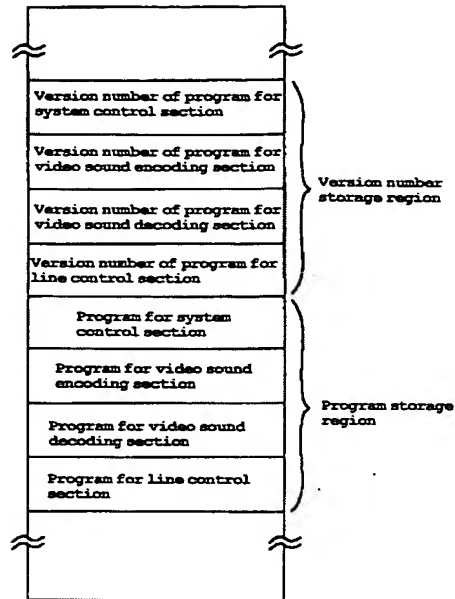 Version number of program for
system control section
Version number of program for
video sound encoding section
Version number of program for
video sound decoding section
Version number of program for
line control section
Version number
storage region
Program for system
control section
Program for video sound
encoding section
Program for video sound
decoding section
Program for line control
section
Program storage
region